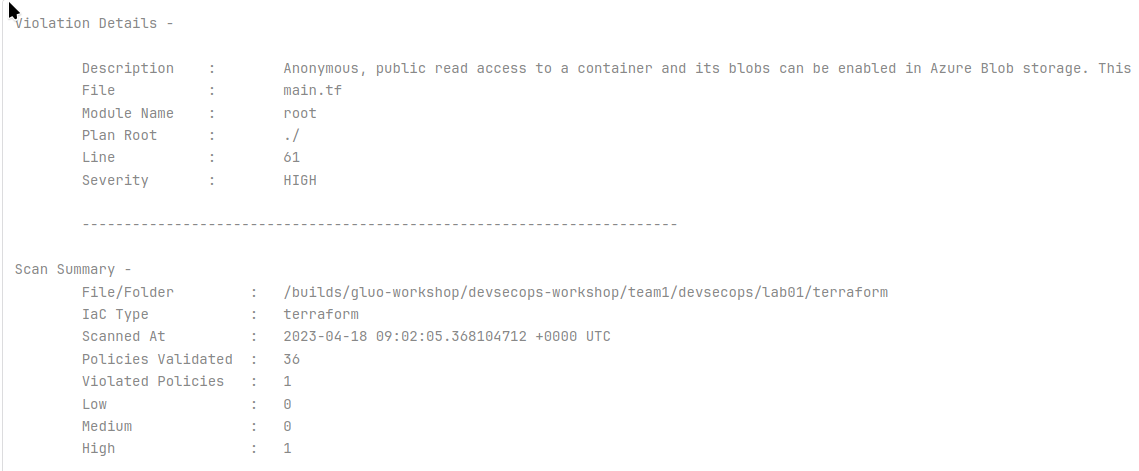 Violation Details -
Description    :        Anonymous, public read access to a container and its blobs can be enabled in Azure Blob storage. This
File           :        main.tf
Module Name    :        root
Plan Root      :        ./
Line           :        61
Severity       :        HIGH
-----------------------------------------------------------------------
Scan Summary -
File/Folder         :   /builds/gluo-workshop/devsecops-workshop/team1/devsecops/lab01/terraform
IaC Type            :   terraform
Scanned At          :   2023-04-18 09:02:05.368104712 +0000 UTC
Policies Validated  :   36
Violated Policies   :   1
Low                 :   0
Medium              :   0
High                :   1